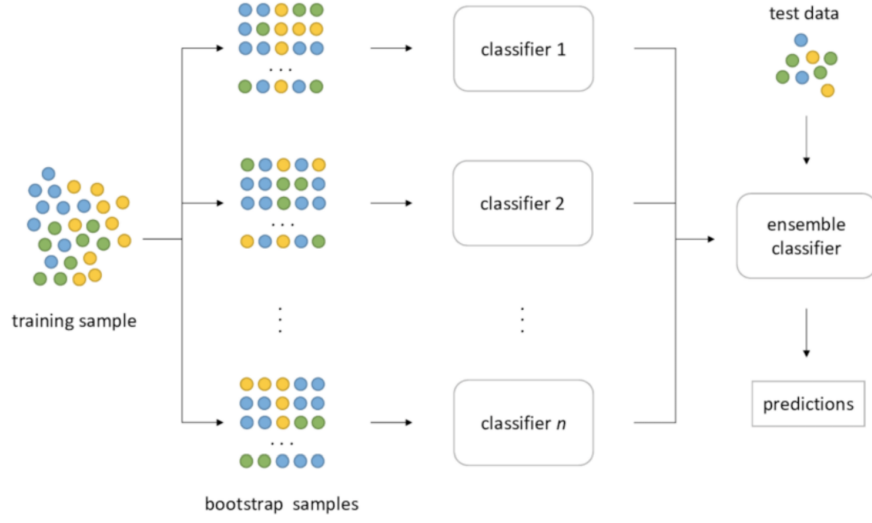 test data
classifier 1
. . .
classifier 2
. . .
ensemble
classifier
training sample
classifier n
predictions
. . .
bootstrap samples